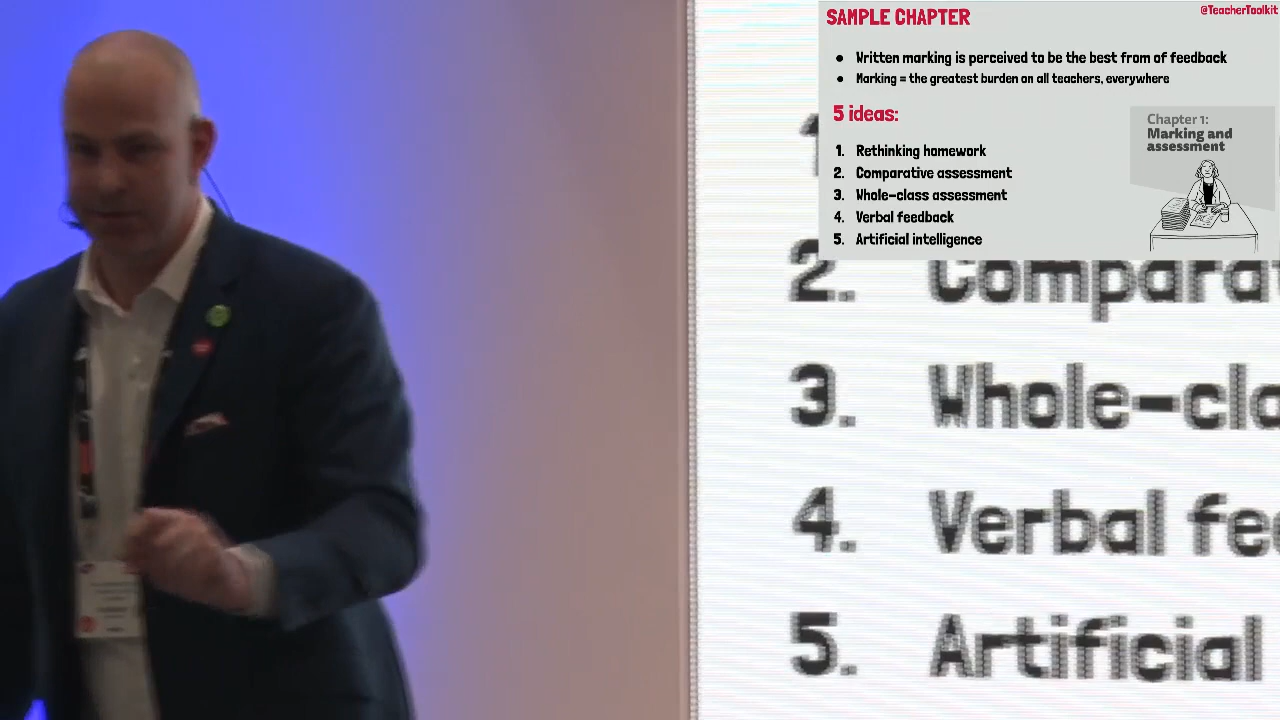 SAMPLE CHAPTER
@TeacherToolkit
● Written marking is perceived to be the best from of feedback
● Marking = the greatest burden on all teachers, everywhere
5 ideas:
1. Rethinking homework
2. Comparative assessment
3. Whole-class assessment
4. Verbal feedback
5. Artificial intelligence
Chapter 1:
Marking and
assessment
2. Comparat
3. Whole-cla
4. Verbal fee
5. Artificial